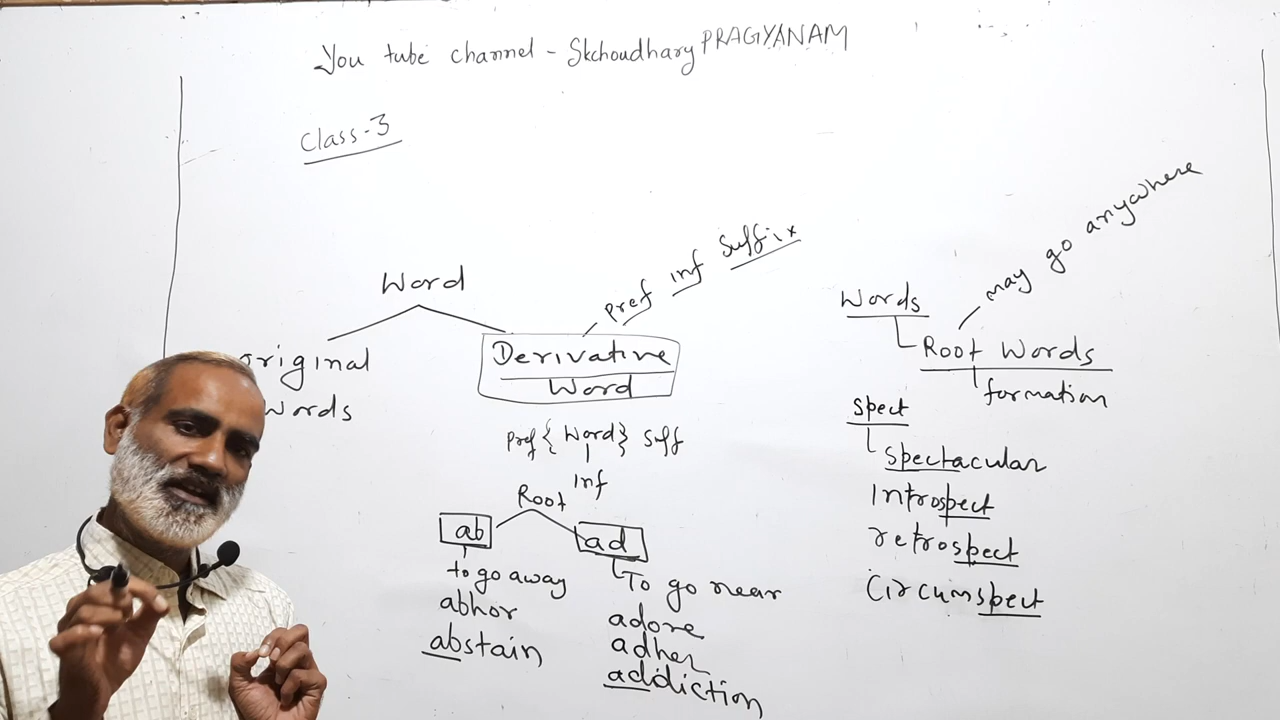 You tube channel - Skchoudhary PRAGYANAM
Class-3
Word
original
words
Derivative
Word
Pref Inf Suffix
Pref { Word } Suff
Inf
Root
ab
to go away
abhor
abstain
ad
To go near
adore
adher
addiction
Words
Root Words
may go anywhere
formation
Spect
Spectacular
Introspect
retrospect
Circumspect